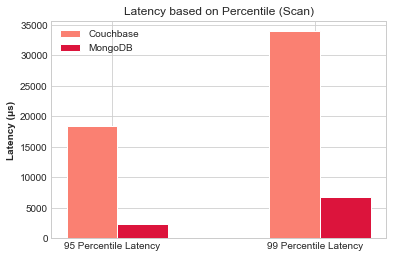 Latency based on Percentile (Scan)
Couchbase
MongoDB
Latency (μs)
35000
30000
25000
20000
15000
10000
5000
0
95 Percentile Latency
99 Percentile Latency